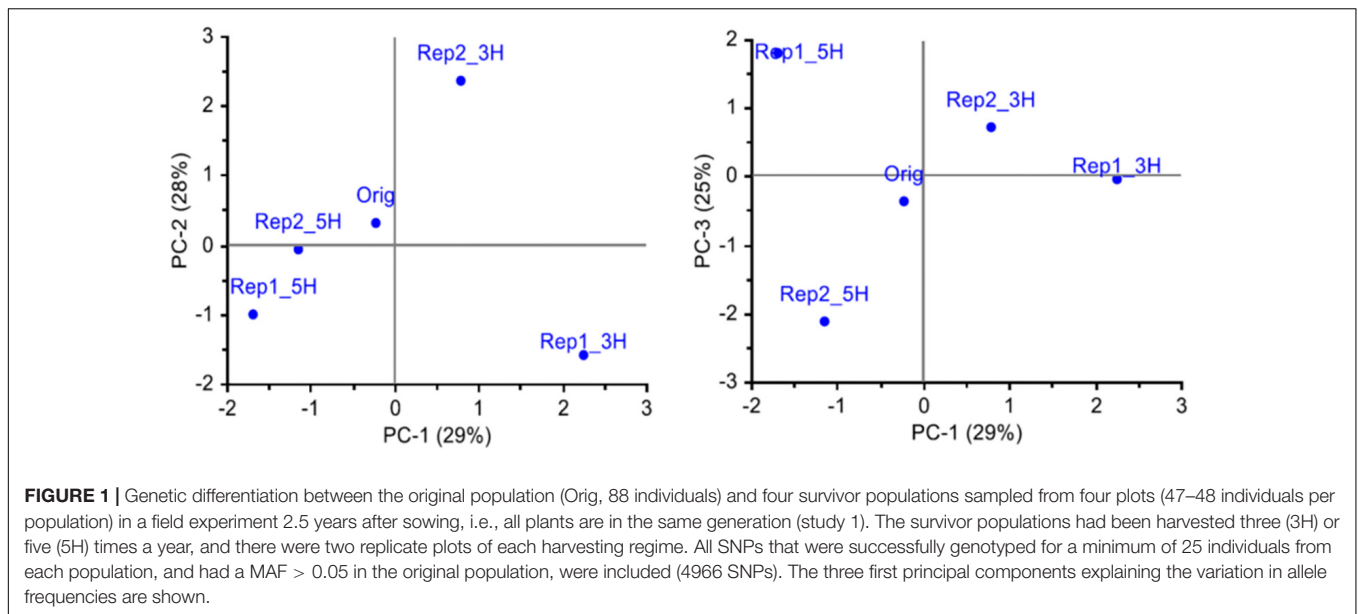 3
Rep2_3H
2
1
Orig
Rep2_5H
0
Rep1_5H
-1
Rep1_3H
-2
PC-2 (28%)
-2 -1 0 1 2 3
PC-1 (29%)
2
Rep1_5H
1
Rep2_3H
Rep1_3H
Orig
0
-1
Rep2_5H
-2
-3
PC-3 (25%)
-2 -1 0 1 2 3
PC-1 (29%)
FIGURE 1 | Genetic differentiation between the original population (Orig, 88 individuals) and four survivor populations sampled from four plots (47–48 individuals per
population) in a field experiment 2.5 years after sowing, i.e., all plants are in the same generation (study 1). The survivor populations had been harvested three (3H) or
five (5H) times a year, and there were two replicate plots of each harvesting regime. All SNPs that were successfully genotyped for a minimum of 25 individuals from
each population, and had a MAF > 0.05 in the original population, were included (4966 SNPs). The three first principal components explaining the variation in allele
frequencies are shown.